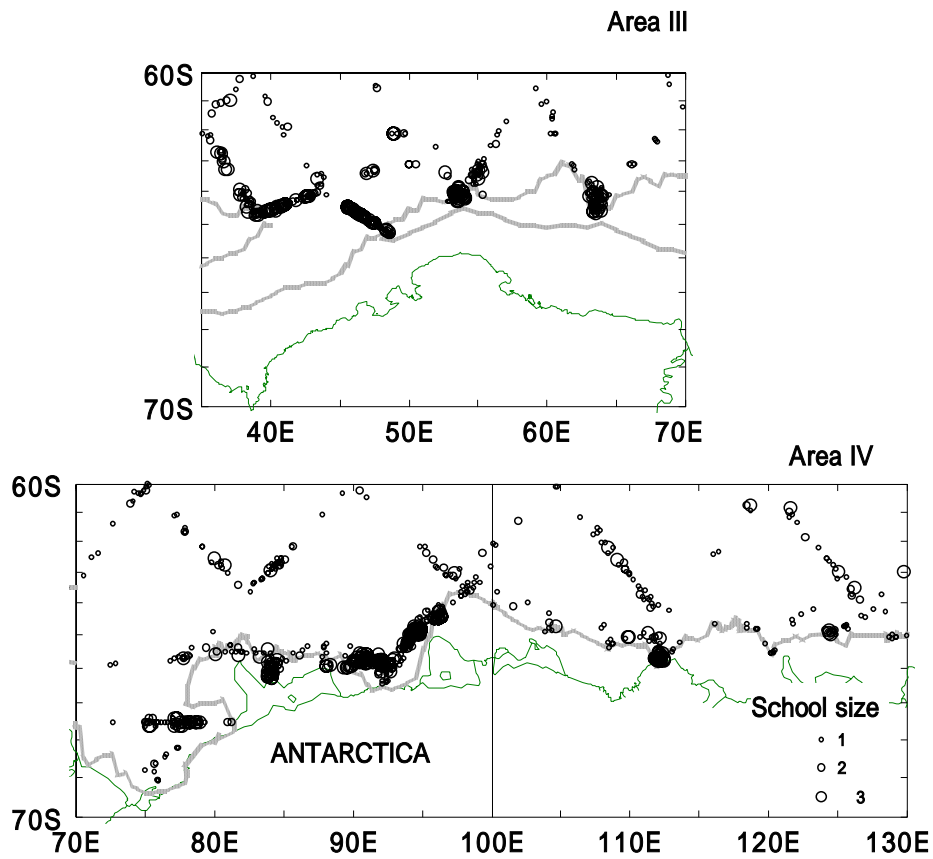 Area III
60S
70S
40E 50E 60E 70E
Area IV
60S
ANTARCTICA
School size
1
2
3
70S
70E 80E 90E 100E 110E 120E 130E